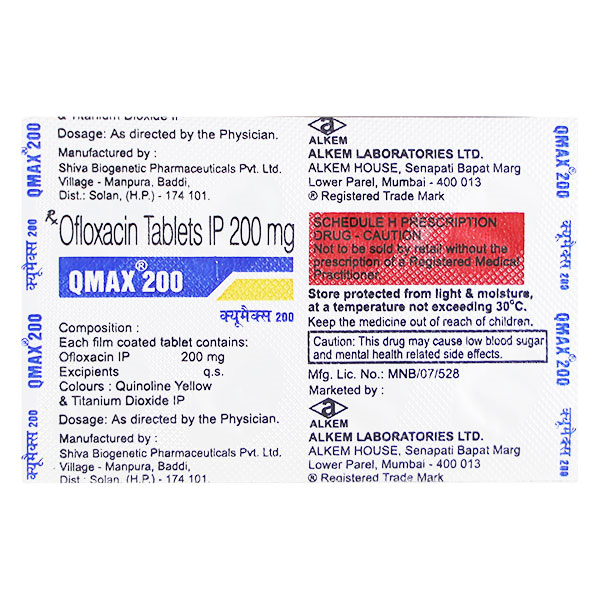 & Titanium Dioxide IP
Dosage: As directed by the Physician.
Manufactured by :
Shiva Biogenetic Pharmaceuticals Pvt. Ltd.
Village - Manpura, Baddi,
Dist.: Solan, (H.P.) - 174 101.
Rx Ofloxacin Tablets IP 200 mg
QMAX® 200
क्यूमैक्स 200
Composition :
Each film coated tablet contains:
Ofloxacin IP 200 mg
Excipients q.s.
Colours : Quinoline Yellow
& Titanium Dioxide IP
Dosage: As directed by the Physician.
Manufactured by :
Shiva Biogenetic Pharmaceuticals Pvt. Ltd.
Village - Manpura, Baddi,
Dist.: Solan, (H.P.) - 174 101.
a
ALKEM
ALKEM LABORATORIES LTD.
ALKEM HOUSE, Senapati Bapat Marg
Lower Parel, Mumbai - 400 013
® Registered Trade Mark
SCHEDULE H PRESCRIPTION
DRUG - CAUTION
Not to be sold by retail without the
prescription of a Registered Medical
Practitioner
Store protected from light & moisture,
at a temperature not exceeding 30°C.
Keep the medicine out of reach of children.
Caution: This drug may cause low blood sugar
and mental health related side effects.
Mfg. Lic. No.: MNB/07/528
Marketed by :
a
ALKEM
ALKEM LABORATORIES LTD.
ALKEM HOUSE, Senapati Bapat Marg
Lower Parel, Mumbai - 400 013
® Registered Trade Mark
QMAX® 200
क्यूमैक्स 200
QMAX® 200
क्यूमैक्स 200
QMAX® 200
क्यूमैक्स 200
QMAX® 200
क्यूमैक्स 200